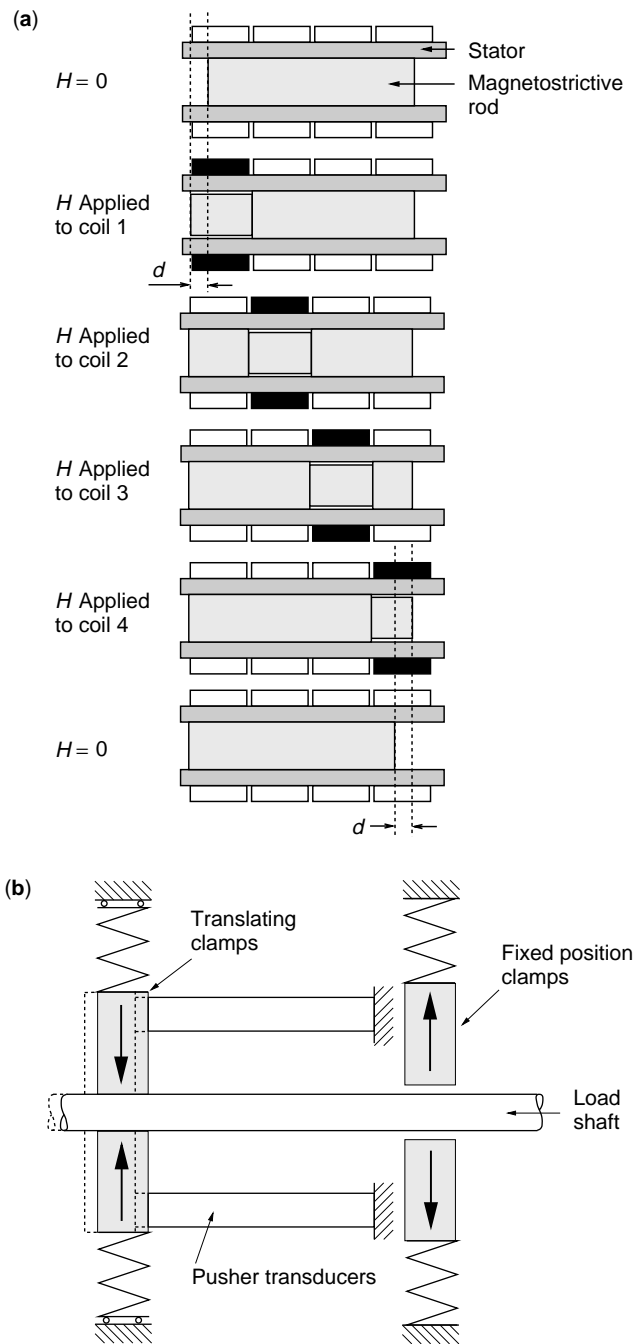 (a)
Stator
H = 0
Magnetostrictive
rod
H Applied
to coil 1
d
H Applied
to coil 2
H Applied
to coil 3
H Applied
to coil 4
H = 0
d
(b)
Translating
clamps
Fixed position
clamps
Load
shaft
Pusher transducers